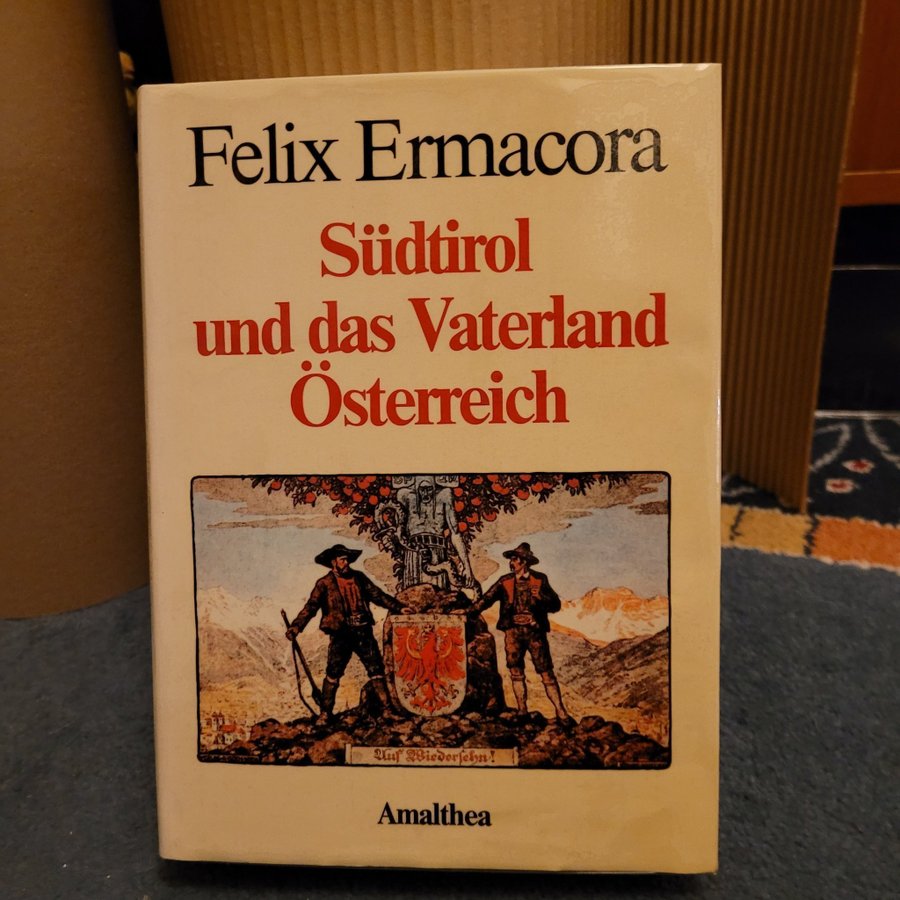 Felix Ermacora
Südtirol
und das Vaterland
Österreich
Auf Wiedersehn!
Amalthea